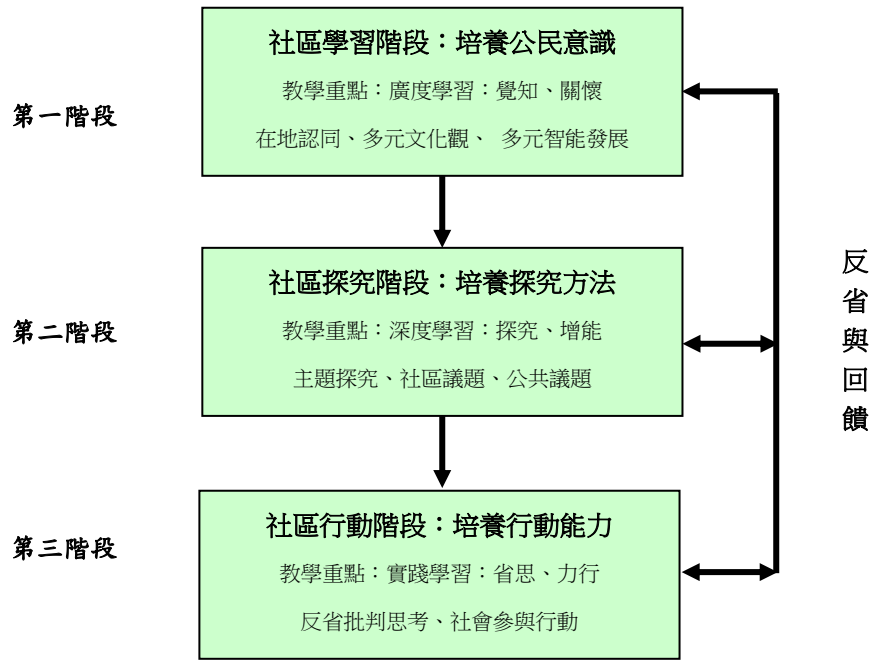 第一階段
社區學習階段：培養公民意識
教學重點：廣度學習：覺知、關懷
在地認同、多元文化觀、 多元智能發展
第二階段
社區探究階段：培養探究方法
教學重點：深度學習：探究、增能
主題探究、社區議題、公共議題
第三階段
社區行動階段：培養行動能力
教學重點：實踐學習：省思、力行
反省批判思考、社會參與行動
反省與回饋